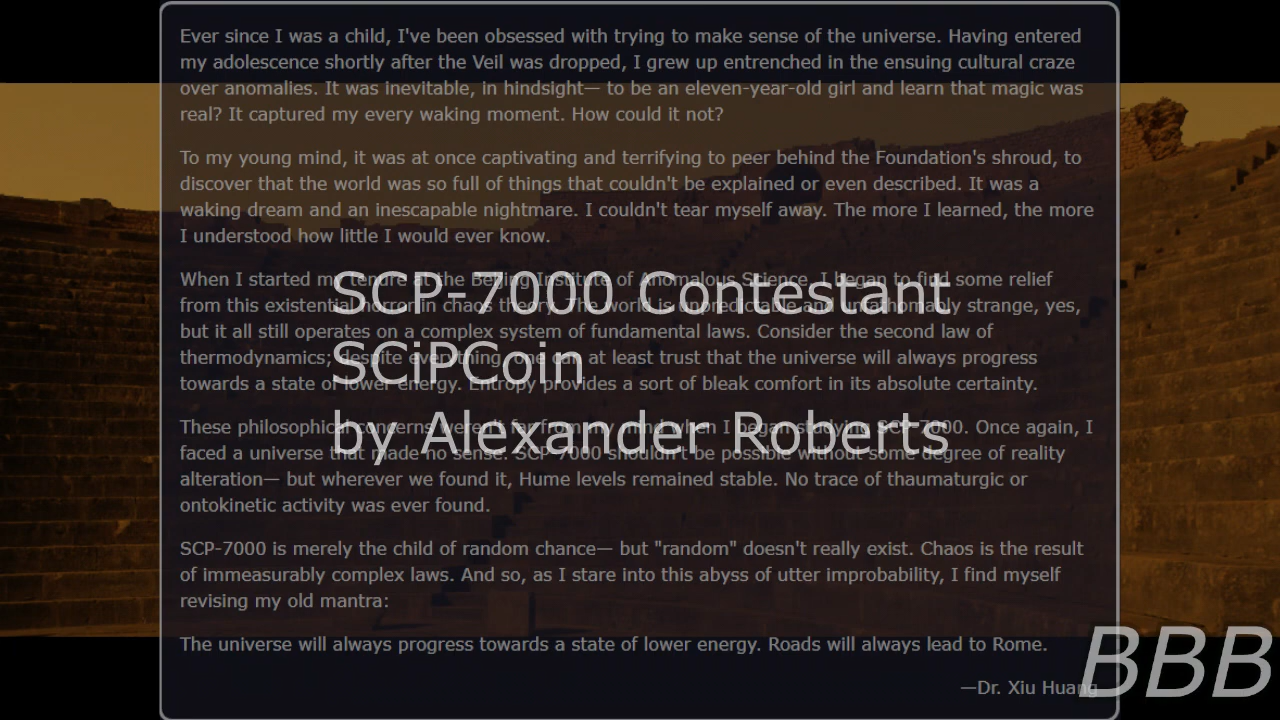 Ever since I was a child, I've been obsessed with trying to make sense of the universe. Having entered
my adolescence shortly after the Veil was dropped, I grew up entrenched in the ensuing cultural craze
over anomalies. It was inevitable, in hindsight— to be an eleven-year-old girl and learn that magic was
real? It captured my every waking moment. How could it not?
To my young mind, it was at once captivating and terrifying to peer behind the Foundation's shroud, to
discover that the world was so full of things that couldn't be explained or even described. It was a
waking dream and an inescapable nightmare. I couldn't tear myself away. The more I learned, the more
I understood how little I would ever know.
When I started my tenure at the Beijing Institute of Anomalous Science, I began to find some relief
from this existential horror in chaos theory. The world is unpredictable and strange, yes,
but it all still operates on a complex system of fundamental laws. Consider the second law of
thermodynamics; despite everything, one can at least trust that the universe will always progress
towards a state of lower energy. Entropy provides a sort of bleak comfort in its absolute certainty.
These philosophical concerns weren't far from my mind when I began studying SCP-7000. Once again, I
faced a universe that made no sense. SCP-7000 shouldn't be possible without some degree of reality
alteration— but wherever we found it, Hume levels remained stable. No trace of thaumaturgic or
ontokinetic activity was ever found.
SCP-7000 is merely the child of random chance— but "random" doesn't really exist. Chaos is the result
of immeasurably complex laws. And so, as I stare into this abyss of utter improbability, I find myself
revising my old mantra:
The universe will always progress towards a state of lower energy. Roads will always lead to Rome.
—Dr. Xiu Huang
SCP-7000 Contestant
SCiPCoin
by Alexander Roberts
BBB